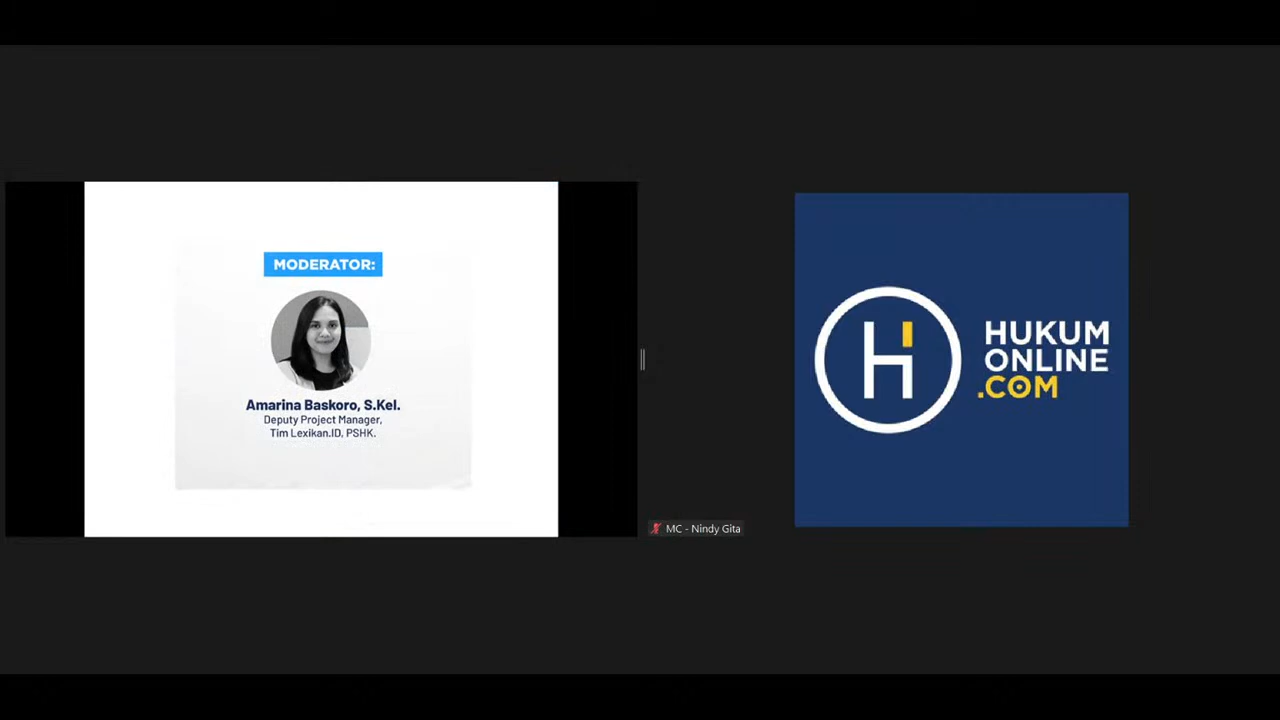 MODERATOR:
Amarina Baskoro, S.Kel.
Deputy Project Manager,
Tim Lexikan.ID, PSHK.
H
HUKUM
ONLINE
.COM
MC - Nindy Gita